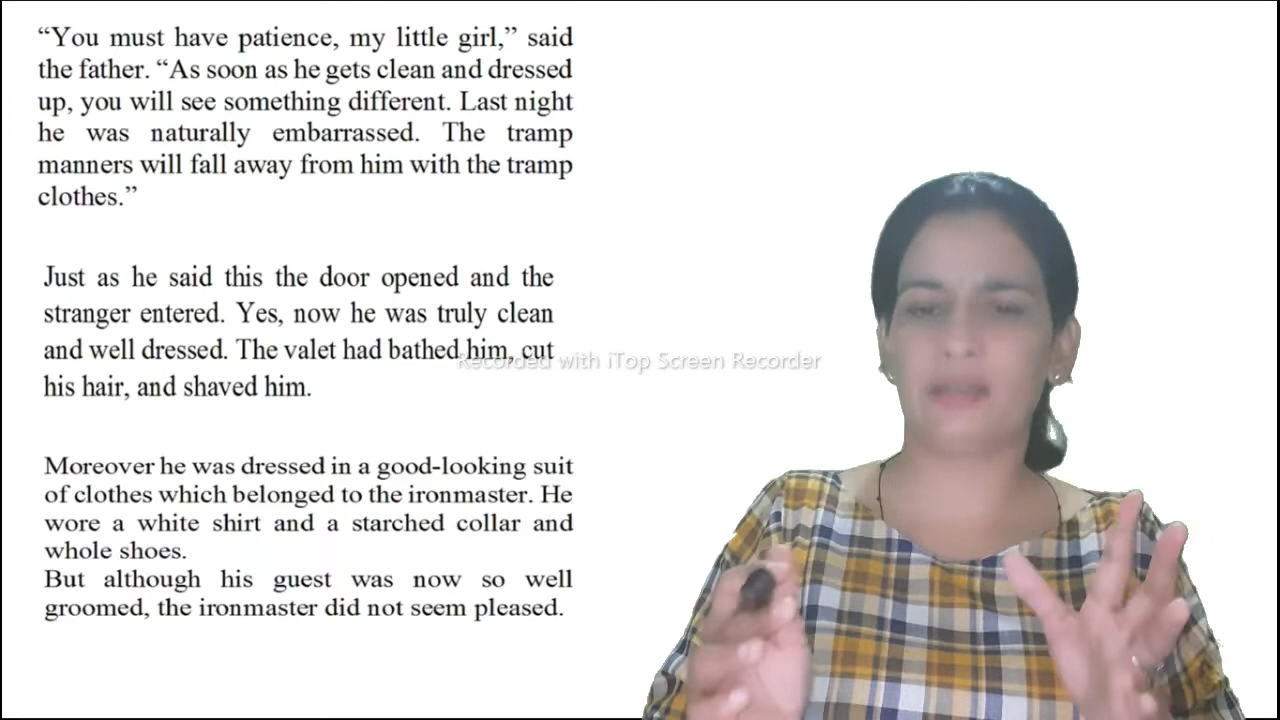 “You must have patience, my little girl,” said
the father. “As soon as he gets clean and dressed
up, you will see something different. Last night
he was naturally embarrassed. The tramp
manners will fall away from him with the tramp
clothes.”
Just as he said this the door opened and the
stranger entered. Yes, now he was truly clean
and well dressed. The valet had bathed him, cut
his hair, and shaved him.
Recorded with iTop Screen Recorder
Moreover he was dressed in a good-looking suit
of clothes which belonged to the ironmaster. He
wore a white shirt and a starched collar and
whole shoes.
But although his guest was now so well
groomed, the ironmaster did not seem pleased.